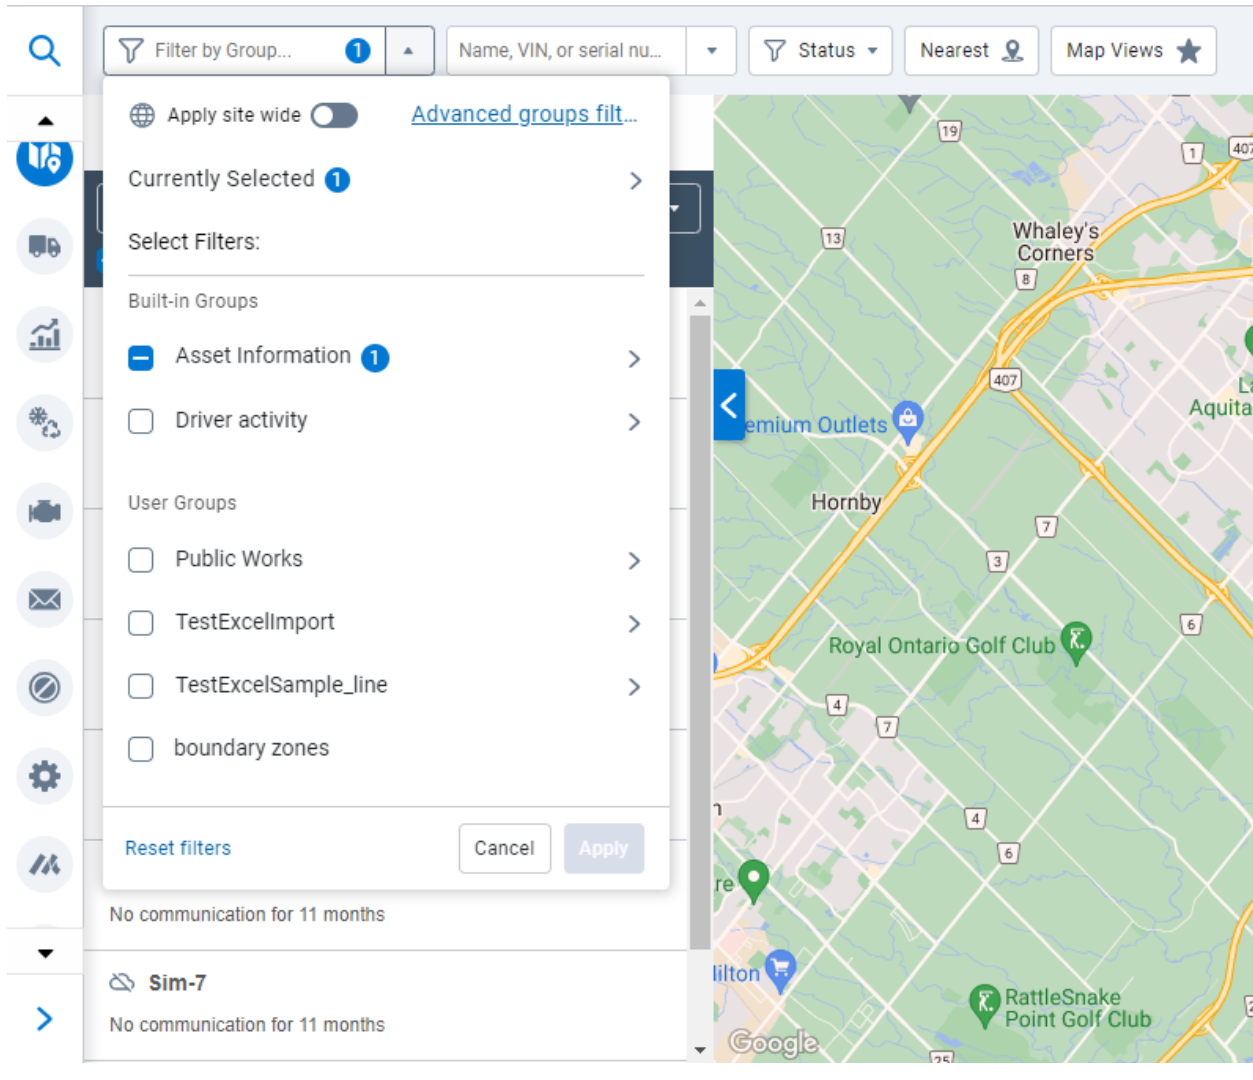 Filter by Group... 1
Name, VIN, or serial nu...
Status
Nearest
Map Views
Apply site wide
Advanced groups filt...
Currently Selected 1
Select Filters:
Built-in Groups
Asset Information 1
Driver activity
User Groups
Public Works
TestExcelImport
TestExcelSample_line
boundary zones
Reset filters
Cancel
Apply
No communication for 11 months
Sim-7
No communication for 11 months
19
1
407
13
Whaley's
Corners
8
407
La
Aquita
emium Outlets
Hornby
7
3
6
Royal Ontario Golf Club
4
7
n
4
6
re
ilton
RattleSnake
Point Golf Club
Google
25